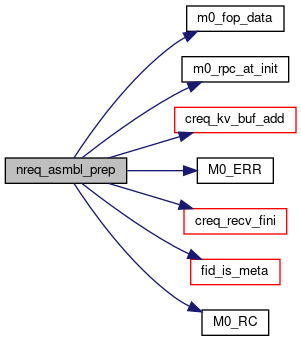 m0_fop_data
m0_rpc_at_init
creq_kv_buf_add
nreq_asmbl_prep
M0_ERR
creq_recv_fini
fid_is_meta
M0_RC